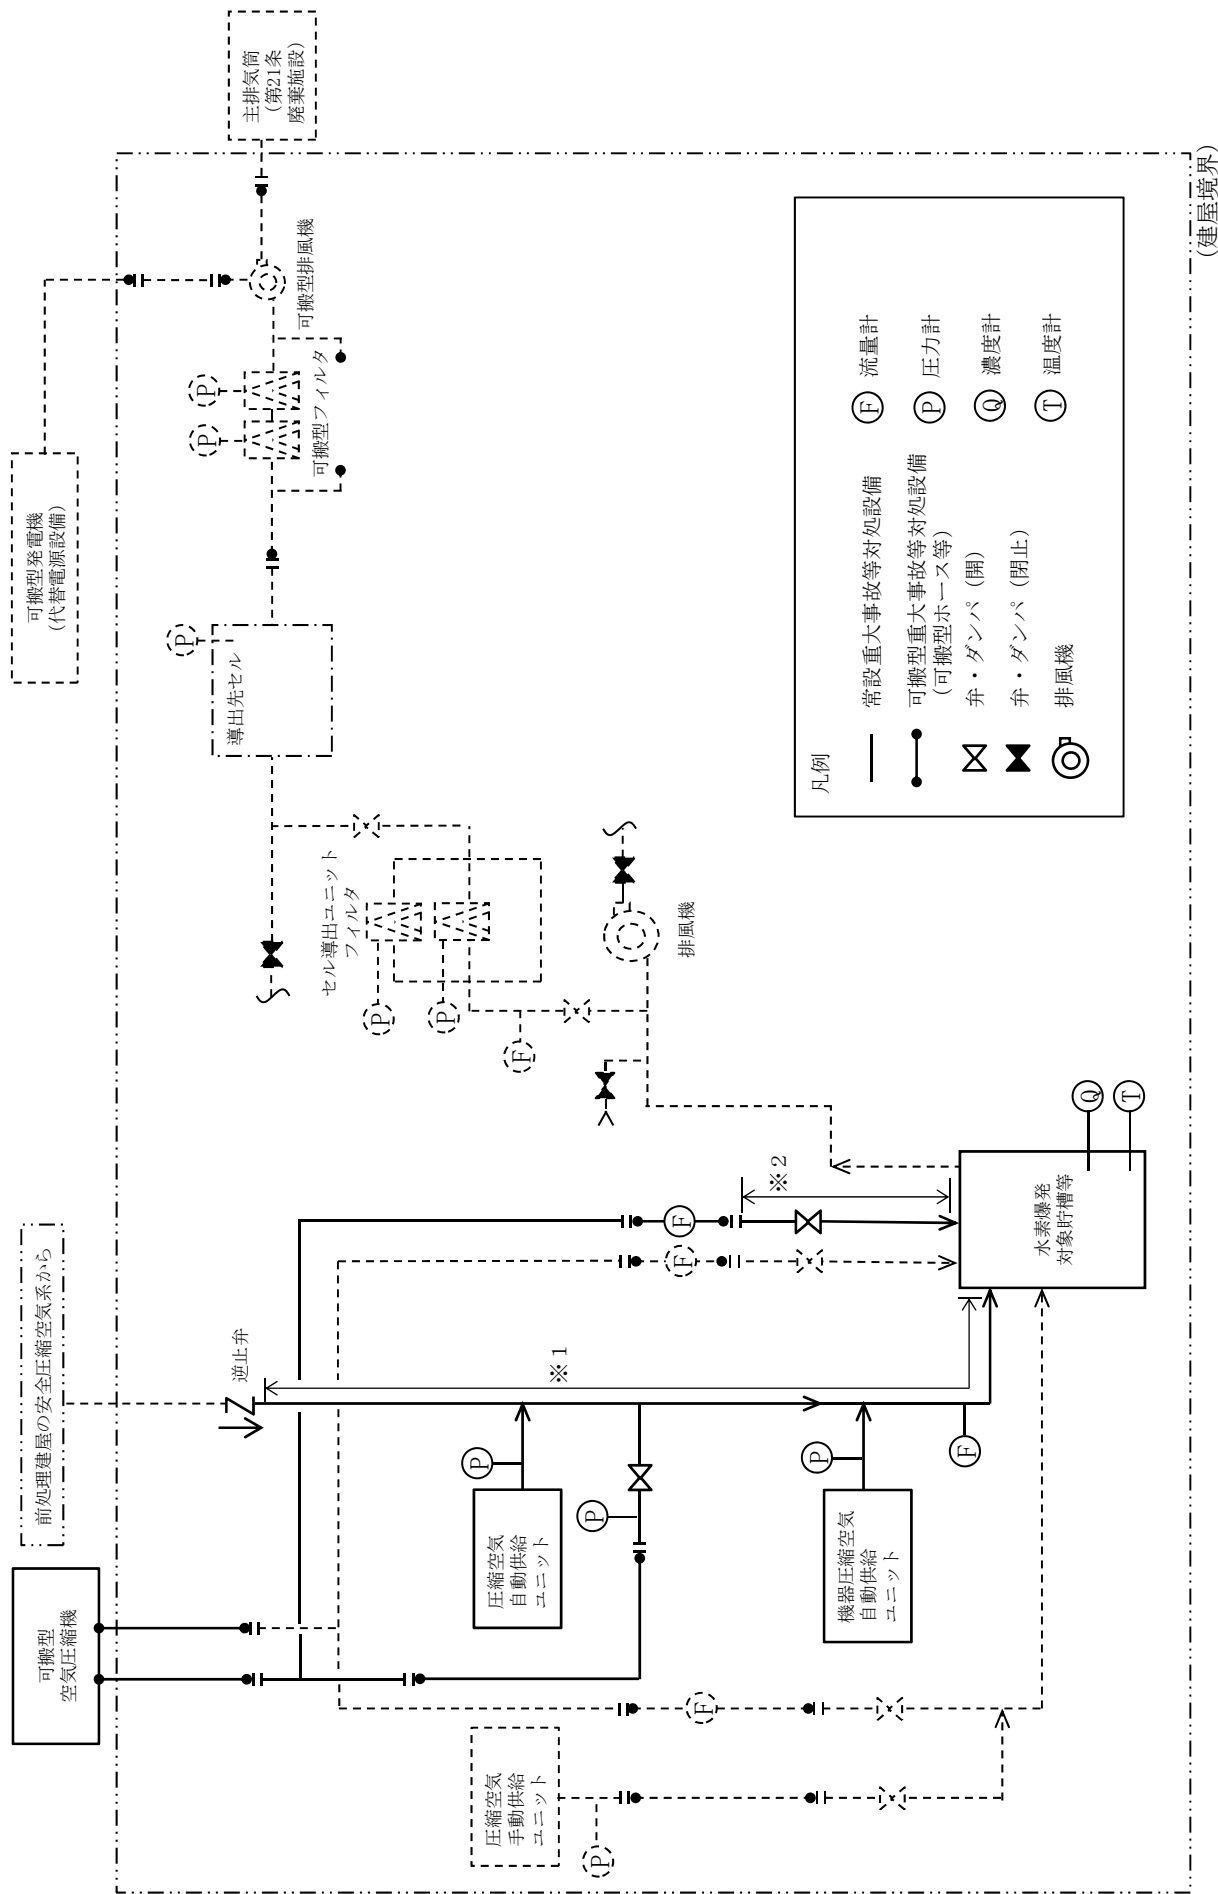 主排気筒
(第21条
廃棄施設)
可搬型発電機
(代替電源設備)
可搬型排風機
P
P
可搬型フィルタ
P
導出先セル
セル導出ユニット
フィルタ
P
P
F
排風機
(建屋境界)
凡例
常設重大事故等対処設備
可搬型重大事故等対処設備
(可搬型ホース等)
弁・ダンパ (開)
弁・ダンパ (閉止)
排風機
F 流量計
P 圧力計
Q 濃度計
T 温度計
前処理建屋の安全圧縮空気系から
逆止弁
可搬型
空気圧縮機
※1
※2
F
F
Q
T
水素爆発
対象貯槽等
P
圧縮空気
自動供給
ユニット
P
P
機器圧縮空気
自動供給
ユニット
F
F
圧縮空気
手動供給
ユニット
P